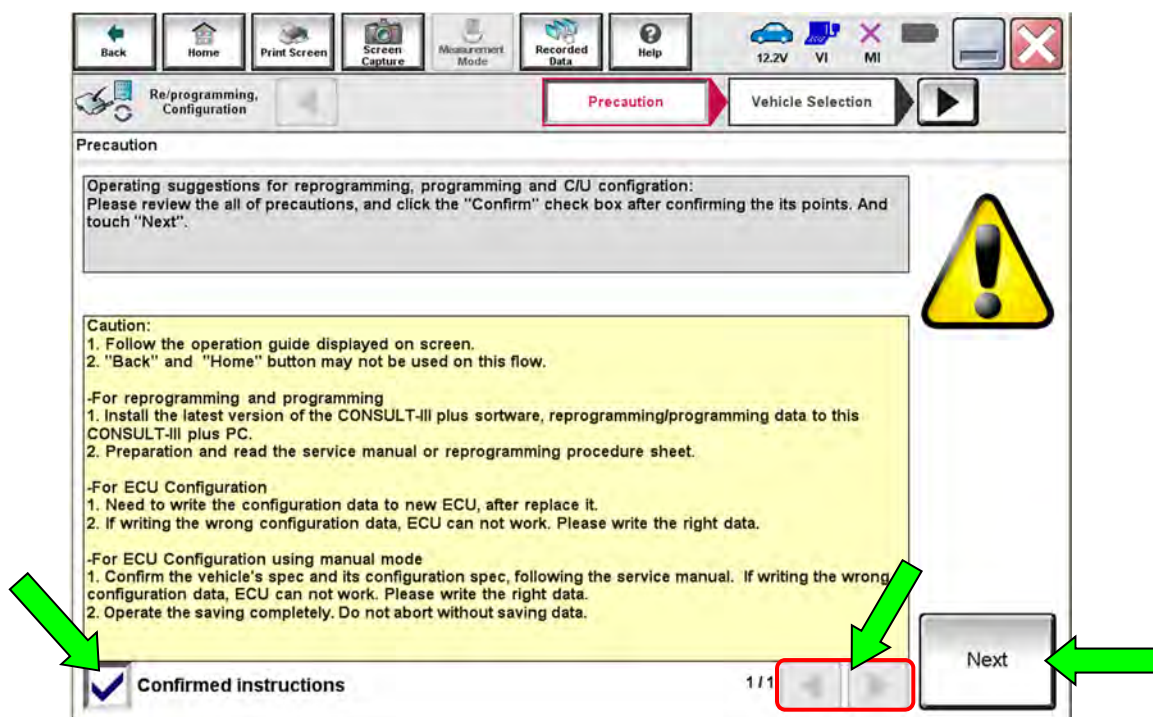 Back
Home
Print Screen
Screen
Capture
Measurement
Mode
Recorded
Data
Help
12.2V
VI
MI
Re/programming,
Configuration
Precaution
Vehicle Selection
Precaution
Operating suggestions for reprogramming, programming and C/U configration:
Please review the all of precautions, and click the "Confirm" check box after confirming the its points. And
touch "Next".
Caution:
1. Follow the operation guide displayed on screen.
2. "Back" and "Home" button may not be used on this flow.
-For reprogramming and programming
1. Install the latest version of the CONSULT-III plus sortware, reprogramming/programming data to this
CONSULT-III plus PC.
2. Preparation and read the service manual or reprogramming procedure sheet.
-For ECU Configuration
1. Need to write the configuration data to new ECU, after replace it.
2. If writing the wrong configuration data, ECU can not work. Please write the right data.
-For ECU Configuration using manual mode
1. Confirm the vehicle's spec and its configuration spec, following the service manual. If writing the wrong
configuration data, ECU can not work. Please write the right data.
2. Operate the saving completely. Do not abort without saving data.
Confirmed instructions
1/1
Next